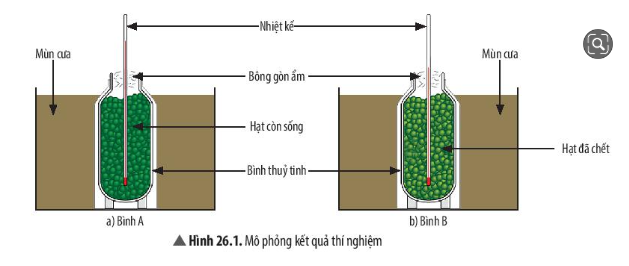 Nhiệt kế
Mùn cưa
Mùn cưa
Bông gòn ẩm
Hạt còn sống
Hạt đã chết
Bình thuỷ tinh
a) Bình A
b) Bình B
▲ Hình 26.1. Mô phỏng kết quả thí nghiệm